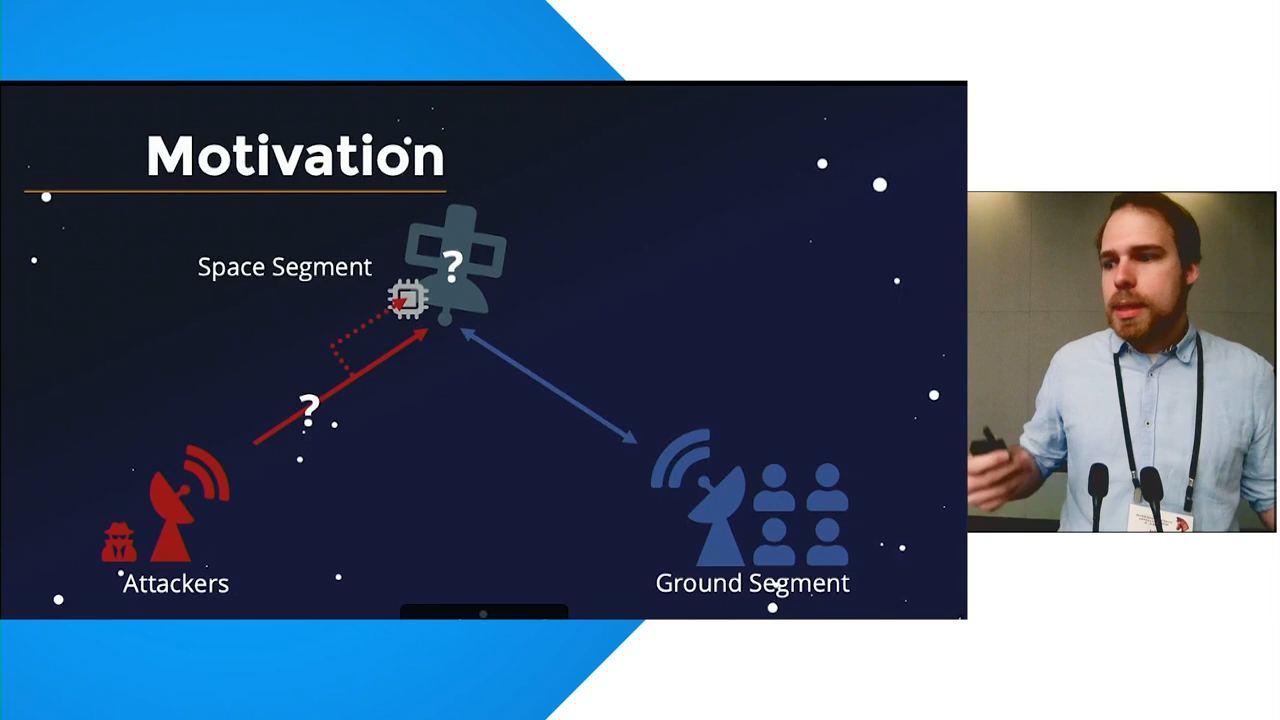 Motivation
Space Segment
?
?
Attackers
Ground Segment